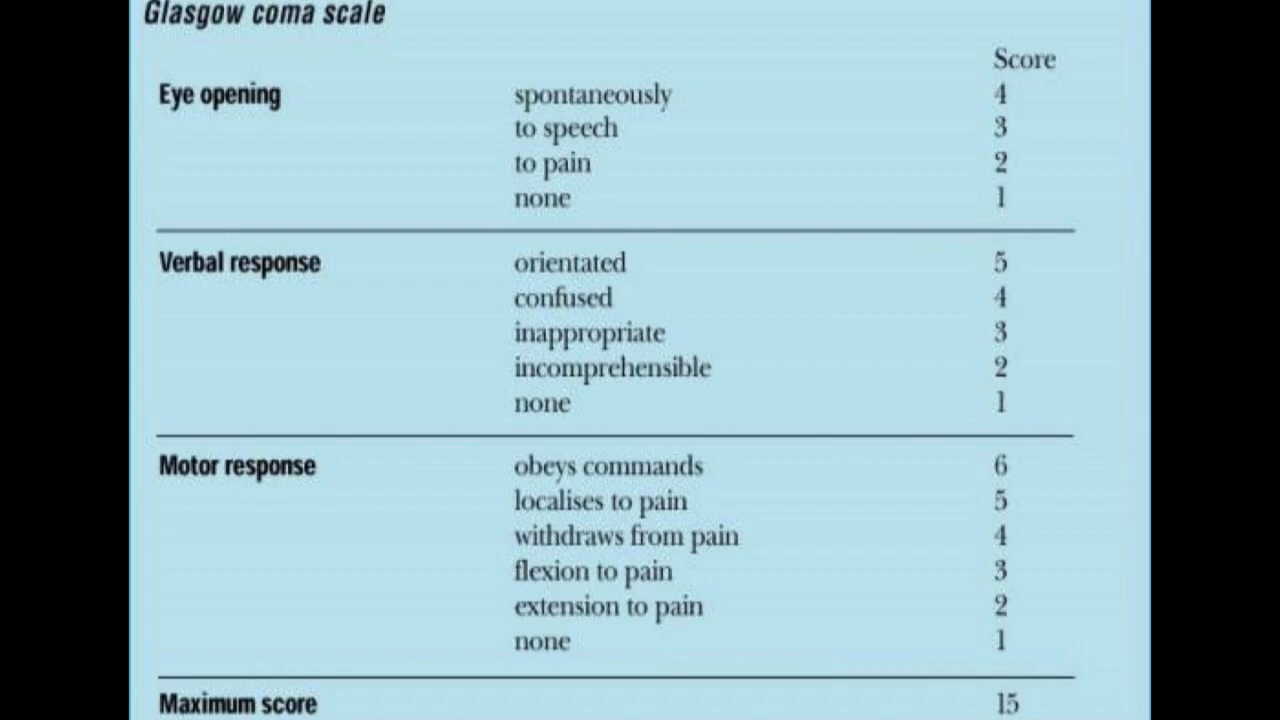 Glasgow coma scale
Score
Eye opening spontaneously 4
to speech 3
to pain 2
none 1
Verbal response orientated 5
confused 4
inappropriate 3
incomprehensible 2
none 1
Motor response obeys commands 6
localises to pain 5
withdraws from pain 4
flexion to pain 3
extension to pain 2
none 1
Maximum score 15